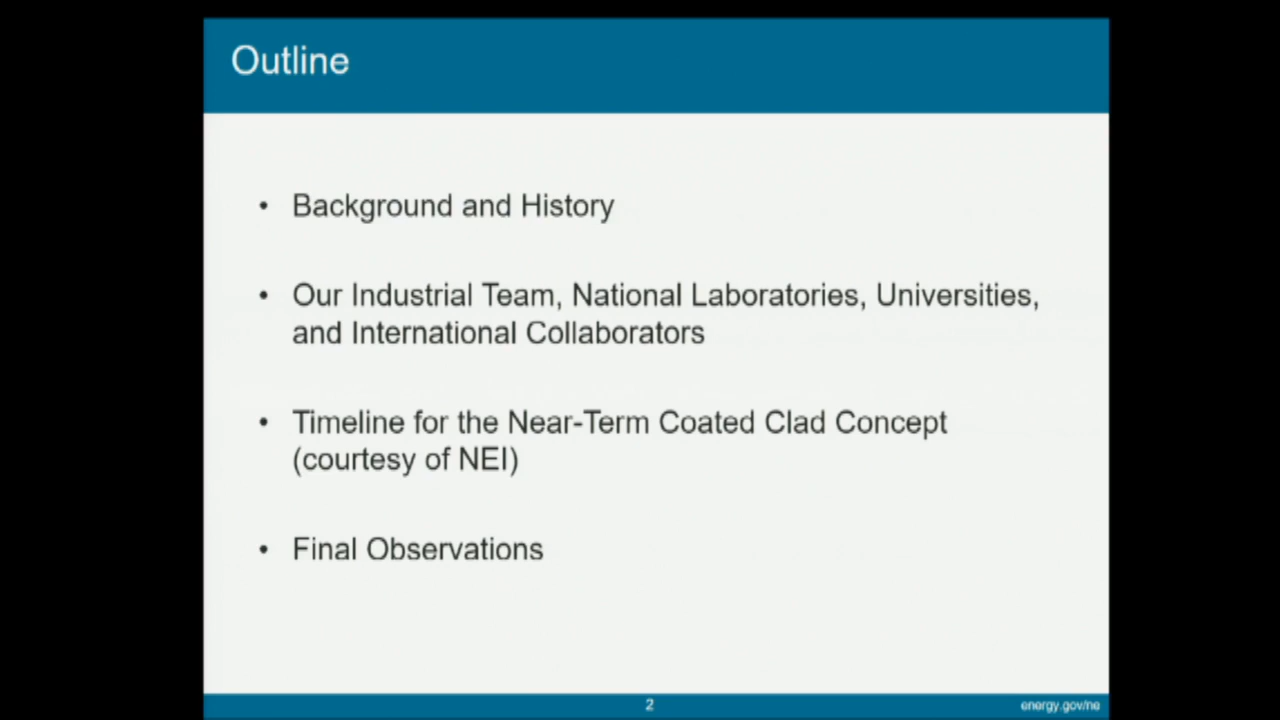 Outline
• Background and History
• Our Industrial Team, National Laboratories, Universities,
and International Collaborators
• Timeline for the Near-Term Coated Clad Concept
(courtesy of NEI)
• Final Observations
2
energy.gov/ne